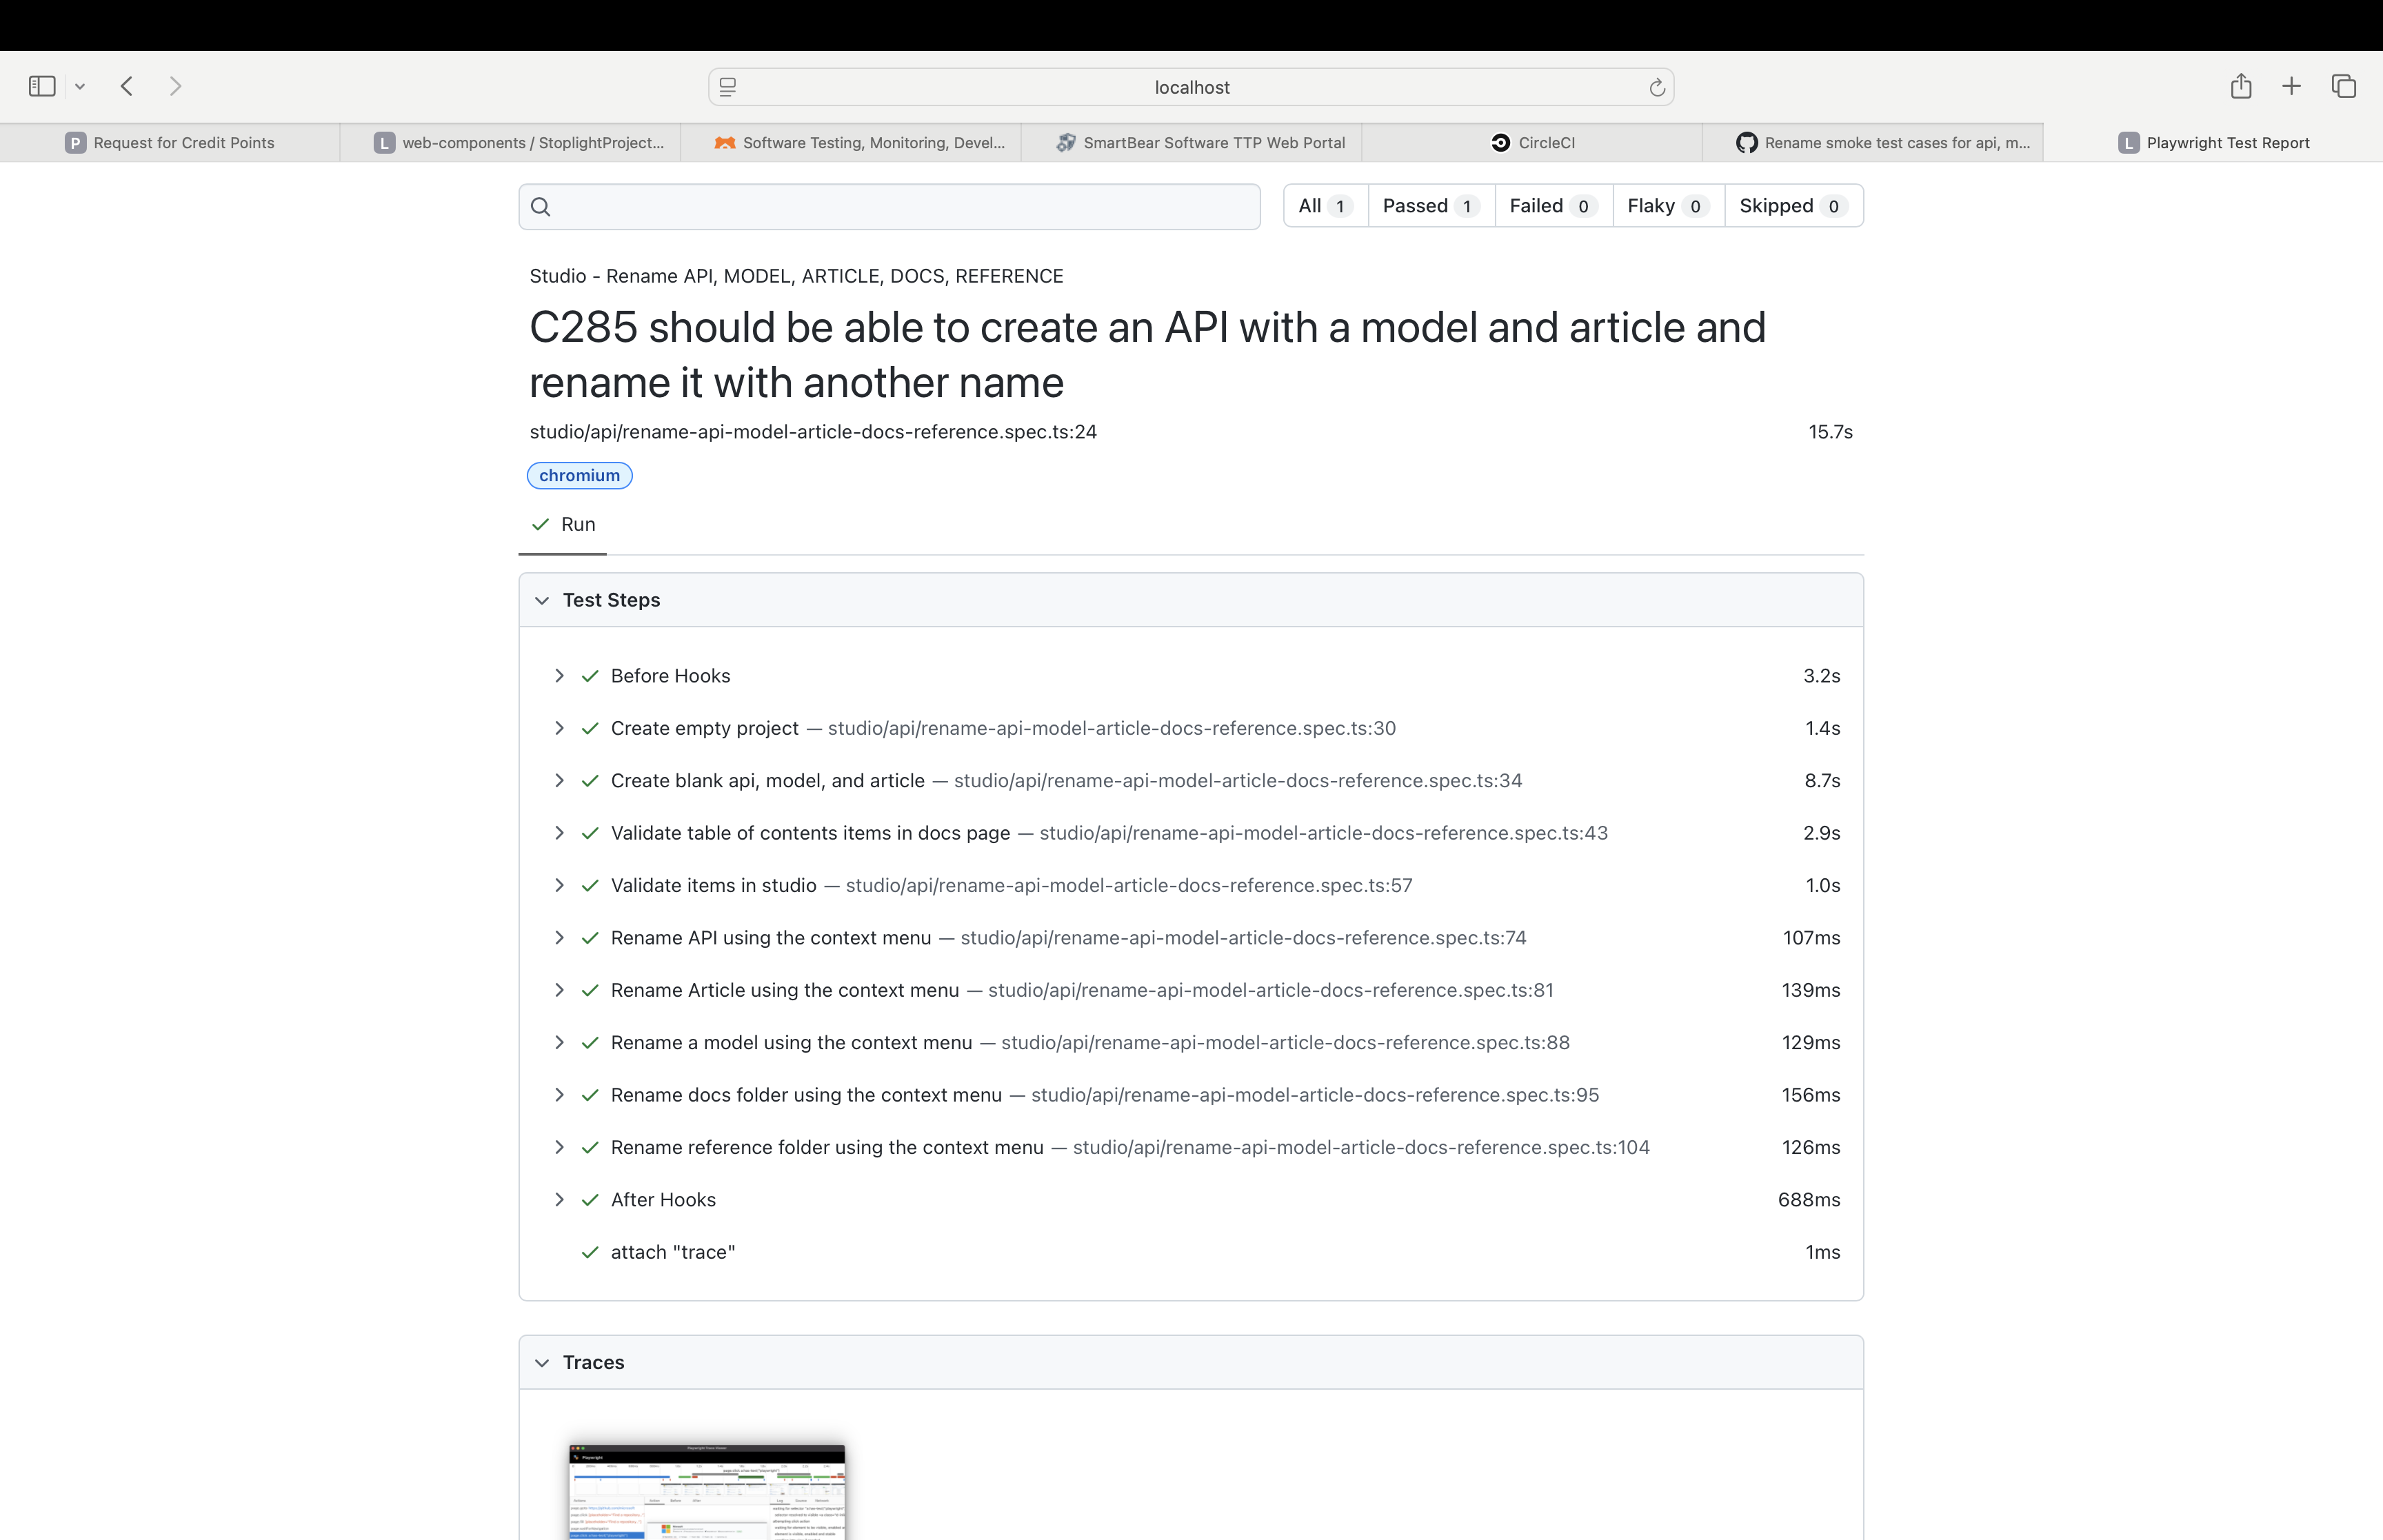 localhost
Request for Credit Points
web-components / StoplightProject...
Software Testing, Monitoring, Devel...
SmartBear Software TTP Web Portal
CircleCI
Rename smoke test cases for api, m...
Playwright Test Report
All 1 Passed 1 Failed 0 Flaky 0 Skipped 0
Studio - Rename API, MODEL, ARTICLE, DOCS, REFERENCE
C285 should be able to create an API with a model and article and
rename it with another name
studio/api/rename-api-model-article-docs-reference.spec.ts:24 15.7s
chromium
Run
Test Steps
Before Hooks 3.2s
Create empty project — studio/api/rename-api-model-article-docs-reference.spec.ts:30 1.4s
Create blank api, model, and article — studio/api/rename-api-model-article-docs-reference.spec.ts:34 8.7s
Validate table of contents items in docs page — studio/api/rename-api-model-article-docs-reference.spec.ts:43 2.9s
Validate items in studio — studio/api/rename-api-model-article-docs-reference.spec.ts:57 1.0s
Rename API using the context menu — studio/api/rename-api-model-article-docs-reference.spec.ts:74 107ms
Rename Article using the context menu — studio/api/rename-api-model-article-docs-reference.spec.ts:81 139ms
Rename a model using the context menu — studio/api/rename-api-model-article-docs-reference.spec.ts:88 129ms
Rename docs folder using the context menu — studio/api/rename-api-model-article-docs-reference.spec.ts:95 156ms
Rename reference folder using the context menu — studio/api/rename-api-model-article-docs-reference.spec.ts:104 126ms
After Hooks 688ms
attach "trace" 1ms
Traces
Playwright